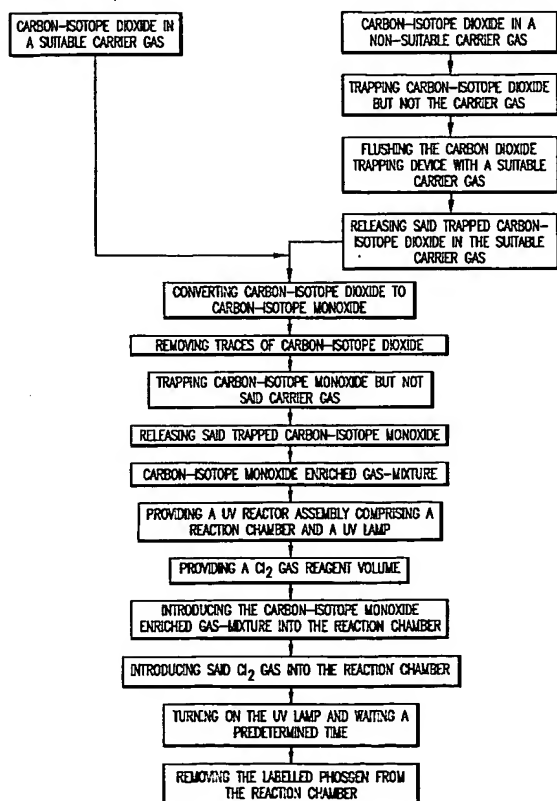 CARBON-ISOTOPE DIOXIDE IN
A SUITABLE CARRIER GAS
CARBON-ISOTOPE DIOXIDE IN A
NON-SUITABLE CARRIER GAS
TRAPPING CARBON-ISOTOPE DIOXIDE
BUT NOT THE CARRIER GAS
FLUSHING THE CARBON DIOXIDE
TRAPPING DEVICE WITH A SUITABLE
CARRIER GAS
RELEASING SAID TRAPPED CARBON-
ISOTOPE DIOXIDE IN THE SUITABLE
CARRIER GAS
CONVERTING CARBON-ISOTOPE DIOXIDE TO
CARBON-ISOTOPE MONOXIDE
REMOVING TRACES OF CARBON-ISOTOPE DIOXIDE
TRAPPING CARBON-ISOTOPE MONOXIDE BUT NOT
SAID CARRIER GAS
RELEASING SAID TRAPPED CARBON-ISOTOPE MONOXIDE
CARBON-ISOTOPE MONOXIDE ENRICHED GAS-MIXTURE
PROVIDING A UV REACTOR ASSEMBLY COMPRISING A
REACTION CHAMBER AND A UV LAMP
PROVIDING A Cl₂ GAS REAGENT VOLUME
INTRODUCING THE CARBON-ISOTOPE MONOXIDE
ENRICHED GAS-MIXTURE INTO THE REACTION CHAMBER
INTRODUCING SAID Cl₂ GAS INTO THE REACTION CHAMBER
TURNING ON THE UV LAMP AND WAITING A
PREDETERMINED TIME
REMOVING THE LABELLED PHOSGEN FROM
THE REACTION CHAMBER